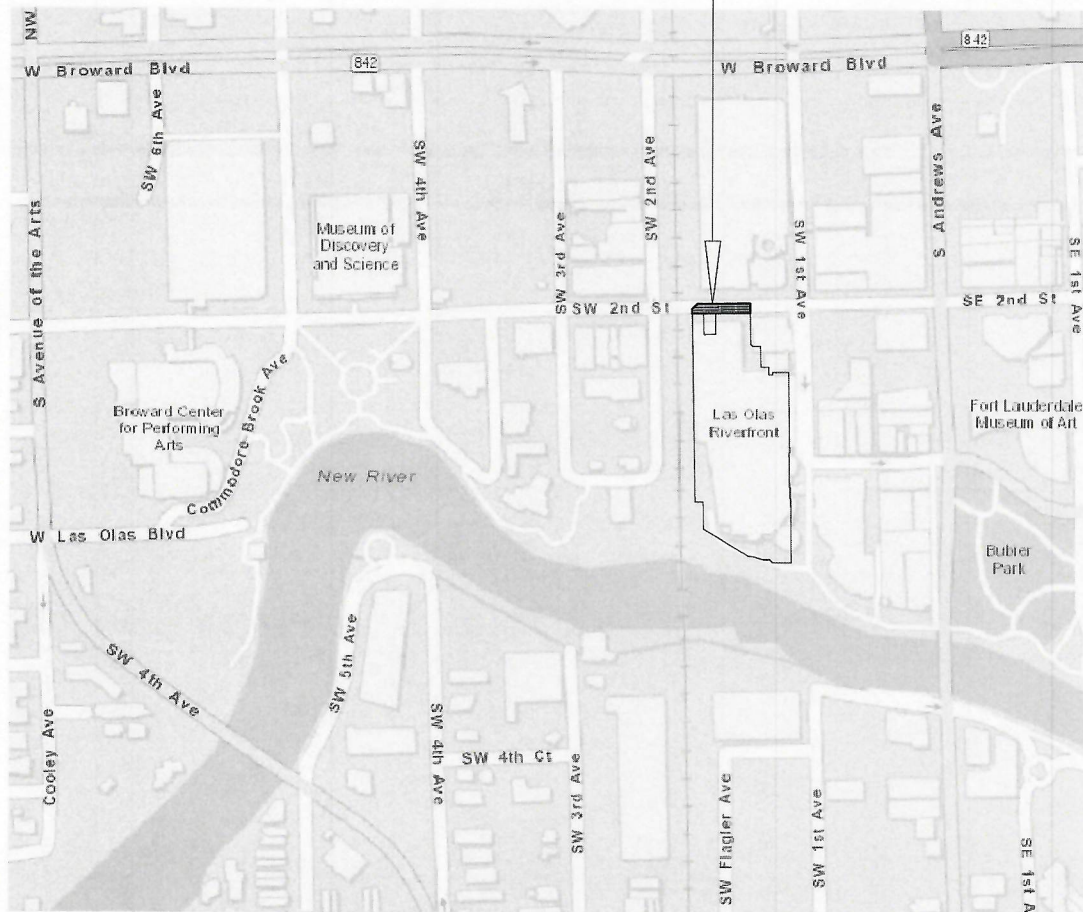 NW
W Broward Blvd
842
W Broward Blvd
842
SW 6th Ave
S Avenue of the Arts
Museum of
Discovery
and Science
SW 4th Ave
SW 3rd Ave
SW 2nd Ave
SW 1st Ave
S Andrews Ave
SE 1st Ave
SW 2nd St
SE 2nd St
Broward Center
for Performing
Arts
Commodore Brook Ave
New River
Las Olas
Riverfront
Fort Lauderdale
Museum of Art
W Las Olas Blvd
Bubier
Park
SW 4th Ave
SW 5th Ave
Cooley Ave
SW 4th Ave
SW 4th Ct
SW 3rd Ave
SW Flagler Ave
SW 1st Ave
SE 1st A